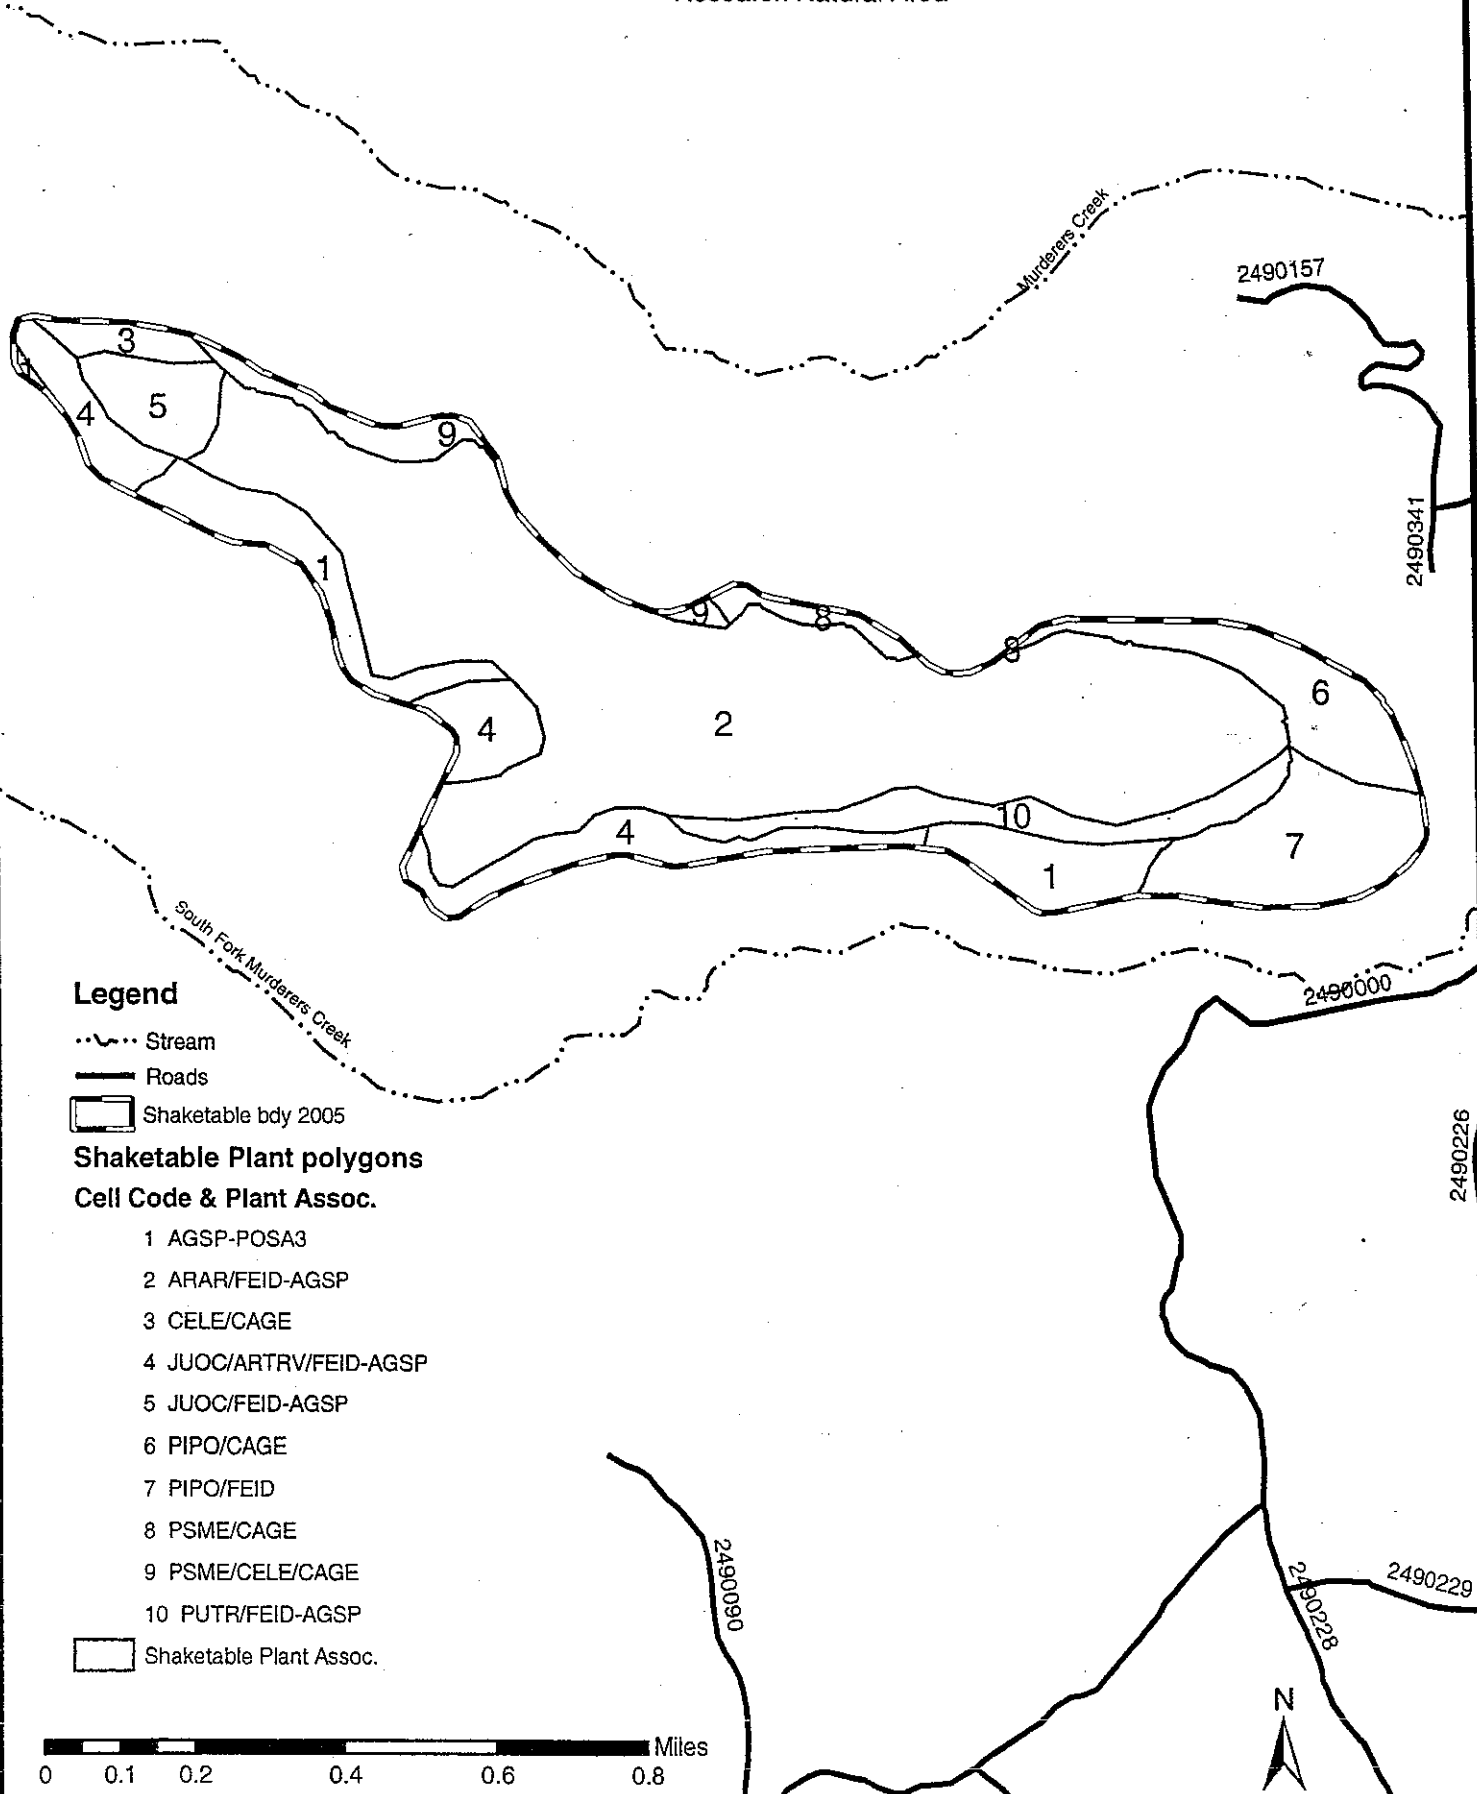 Research Natural Area
Murderers Creek
2490157
3
1
4
5
9
2490341
1
9
8
8
6
4
2
10
4
7
1
South Fork Murderers Creek
2490000
Legend
Stream
Roads
Shaketable bdy 2005
2490226
Shaketable Plant polygons
Cell Code & Plant Assoc.
1 AGSP-POSA3
2 ARAR/FEID-AGSP
3 CELE/CAGE
4 JUOC/ARTRV/FEID-AGSP
5 JUOC/FEID-AGSP
6 PIPO/CAGE
7 PIPO/FEID
8 PSME/CAGE
9 PSME/CELE/CAGE
10 PUTR/FEID-AGSP
Shaketable Plant Assoc.
2490090
2490228
2490229
N
Miles
0 0.1 0.2 0.4 0.6 0.8